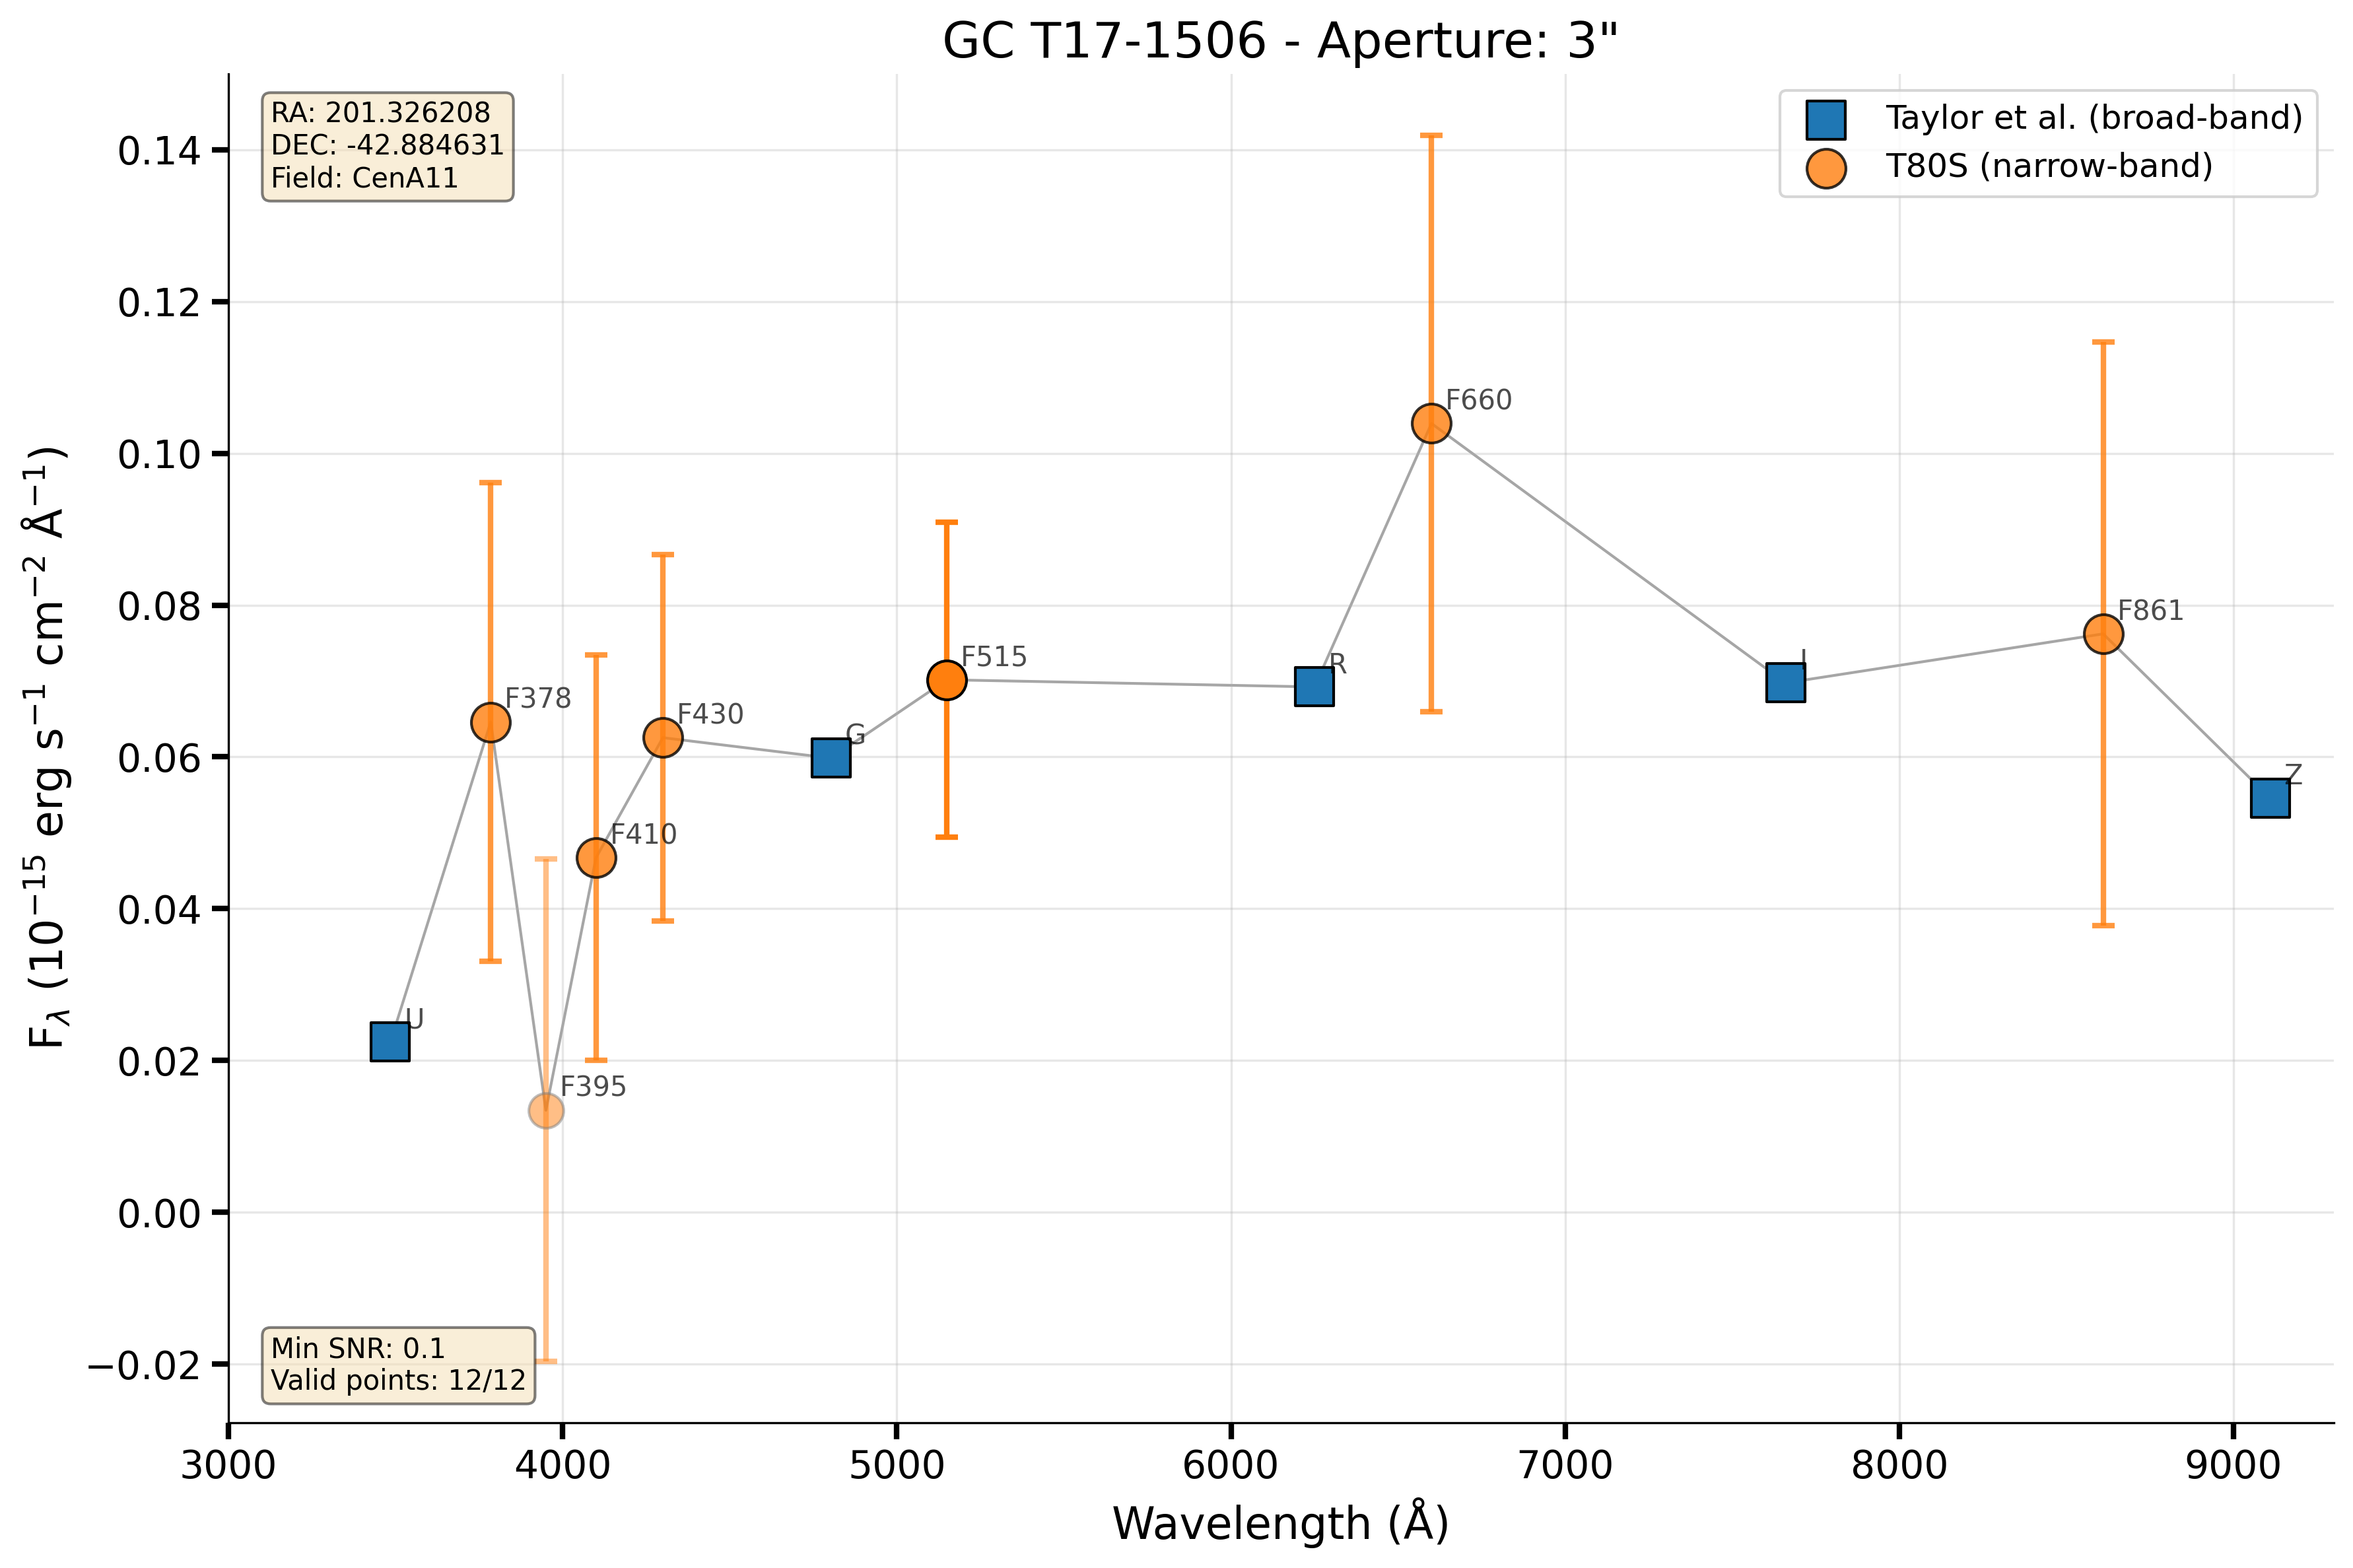 GC T17-1506 - Aperture: 3"
RA: 201.326208
DEC: -42.884631
Field: CenA11
Taylor et al. (broad-band)
T80S (narrow-band)
0.14
0.12
0.10
0.08
0.06
0.04
0.02
0.00
−0.02
F_λ (10⁻¹⁵ erg s⁻¹ cm⁻² Å⁻¹)
U
F378
F395
F410
F430
G
F515
R
F660
I
F861
Z
Min SNR: 0.1
Valid points: 12/12
3000 4000 5000 6000 7000 8000 9000
Wavelength (Å)